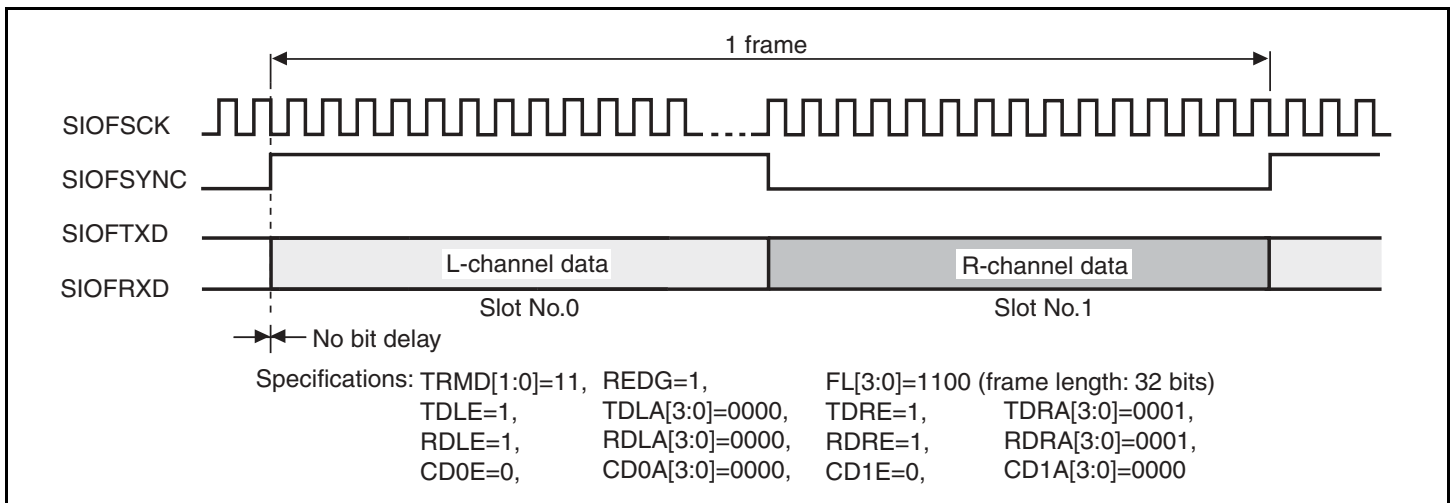 1 frame
SIOFSCK
SIOFSYNC
SIOFTXD
L-channel data R-channel data
SIOFRXD
Slot No.0 Slot No.1
No bit delay
Specifications: TRMD[1:0]=11, REDG=1, FL[3:0]=1100 (frame length: 32 bits)
TDLE=1, TDLA[3:0]=0000, TDRE=1, TDRA[3:0]=0001,
RDLE=1, RDLA[3:0]=0000, RDRE=1, RDRA[3:0]=0001,
CD0E=0, CD0A[3:0]=0000, CD1E=0, CD1A[3:0]=0000